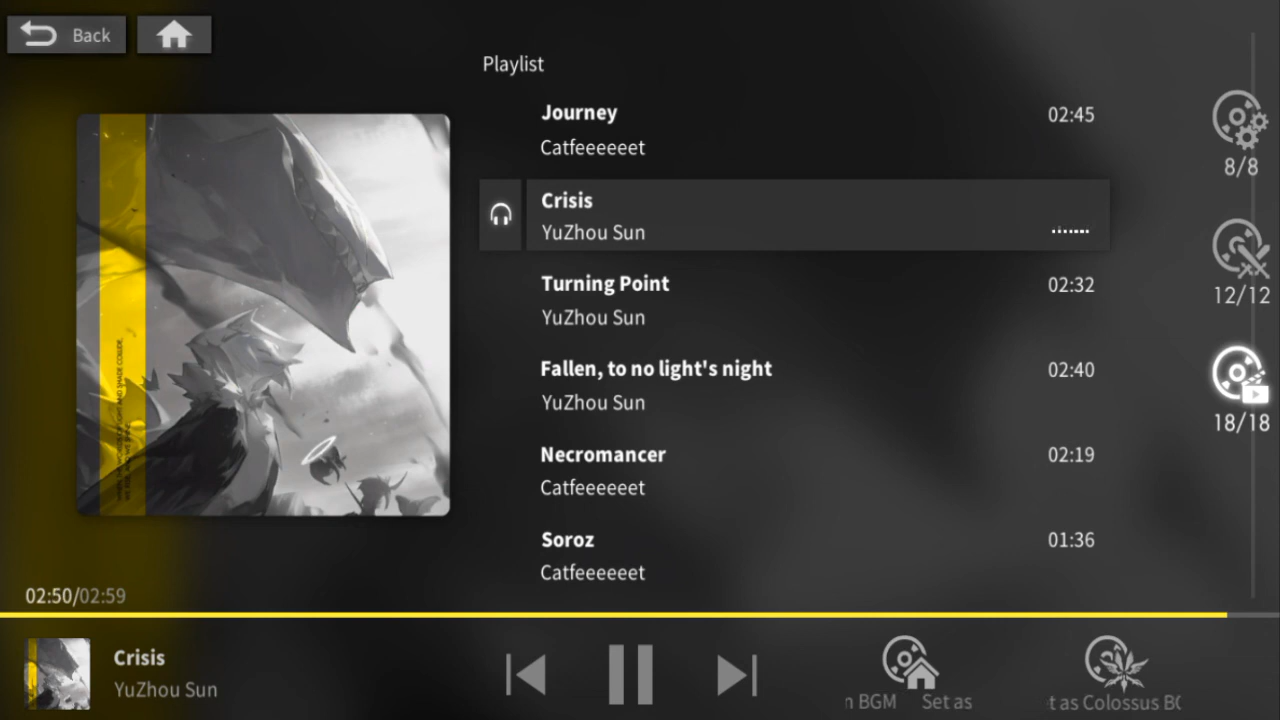 Back
Playlist
Journey
02:45
Catfeeeeeet
8/8
Crisis
YuZhou Sun
Turning Point
02:32
YuZhou Sun
12/12
Fallen, to no light's night
02:40
YuZhou Sun
18/18
Necromancer
02:19
Catfeeeeeet
Soroz
01:36
Catfeeeeeet
02:50/02:59
Crisis
YuZhou Sun
n BGM Set as
t as Colossus BG